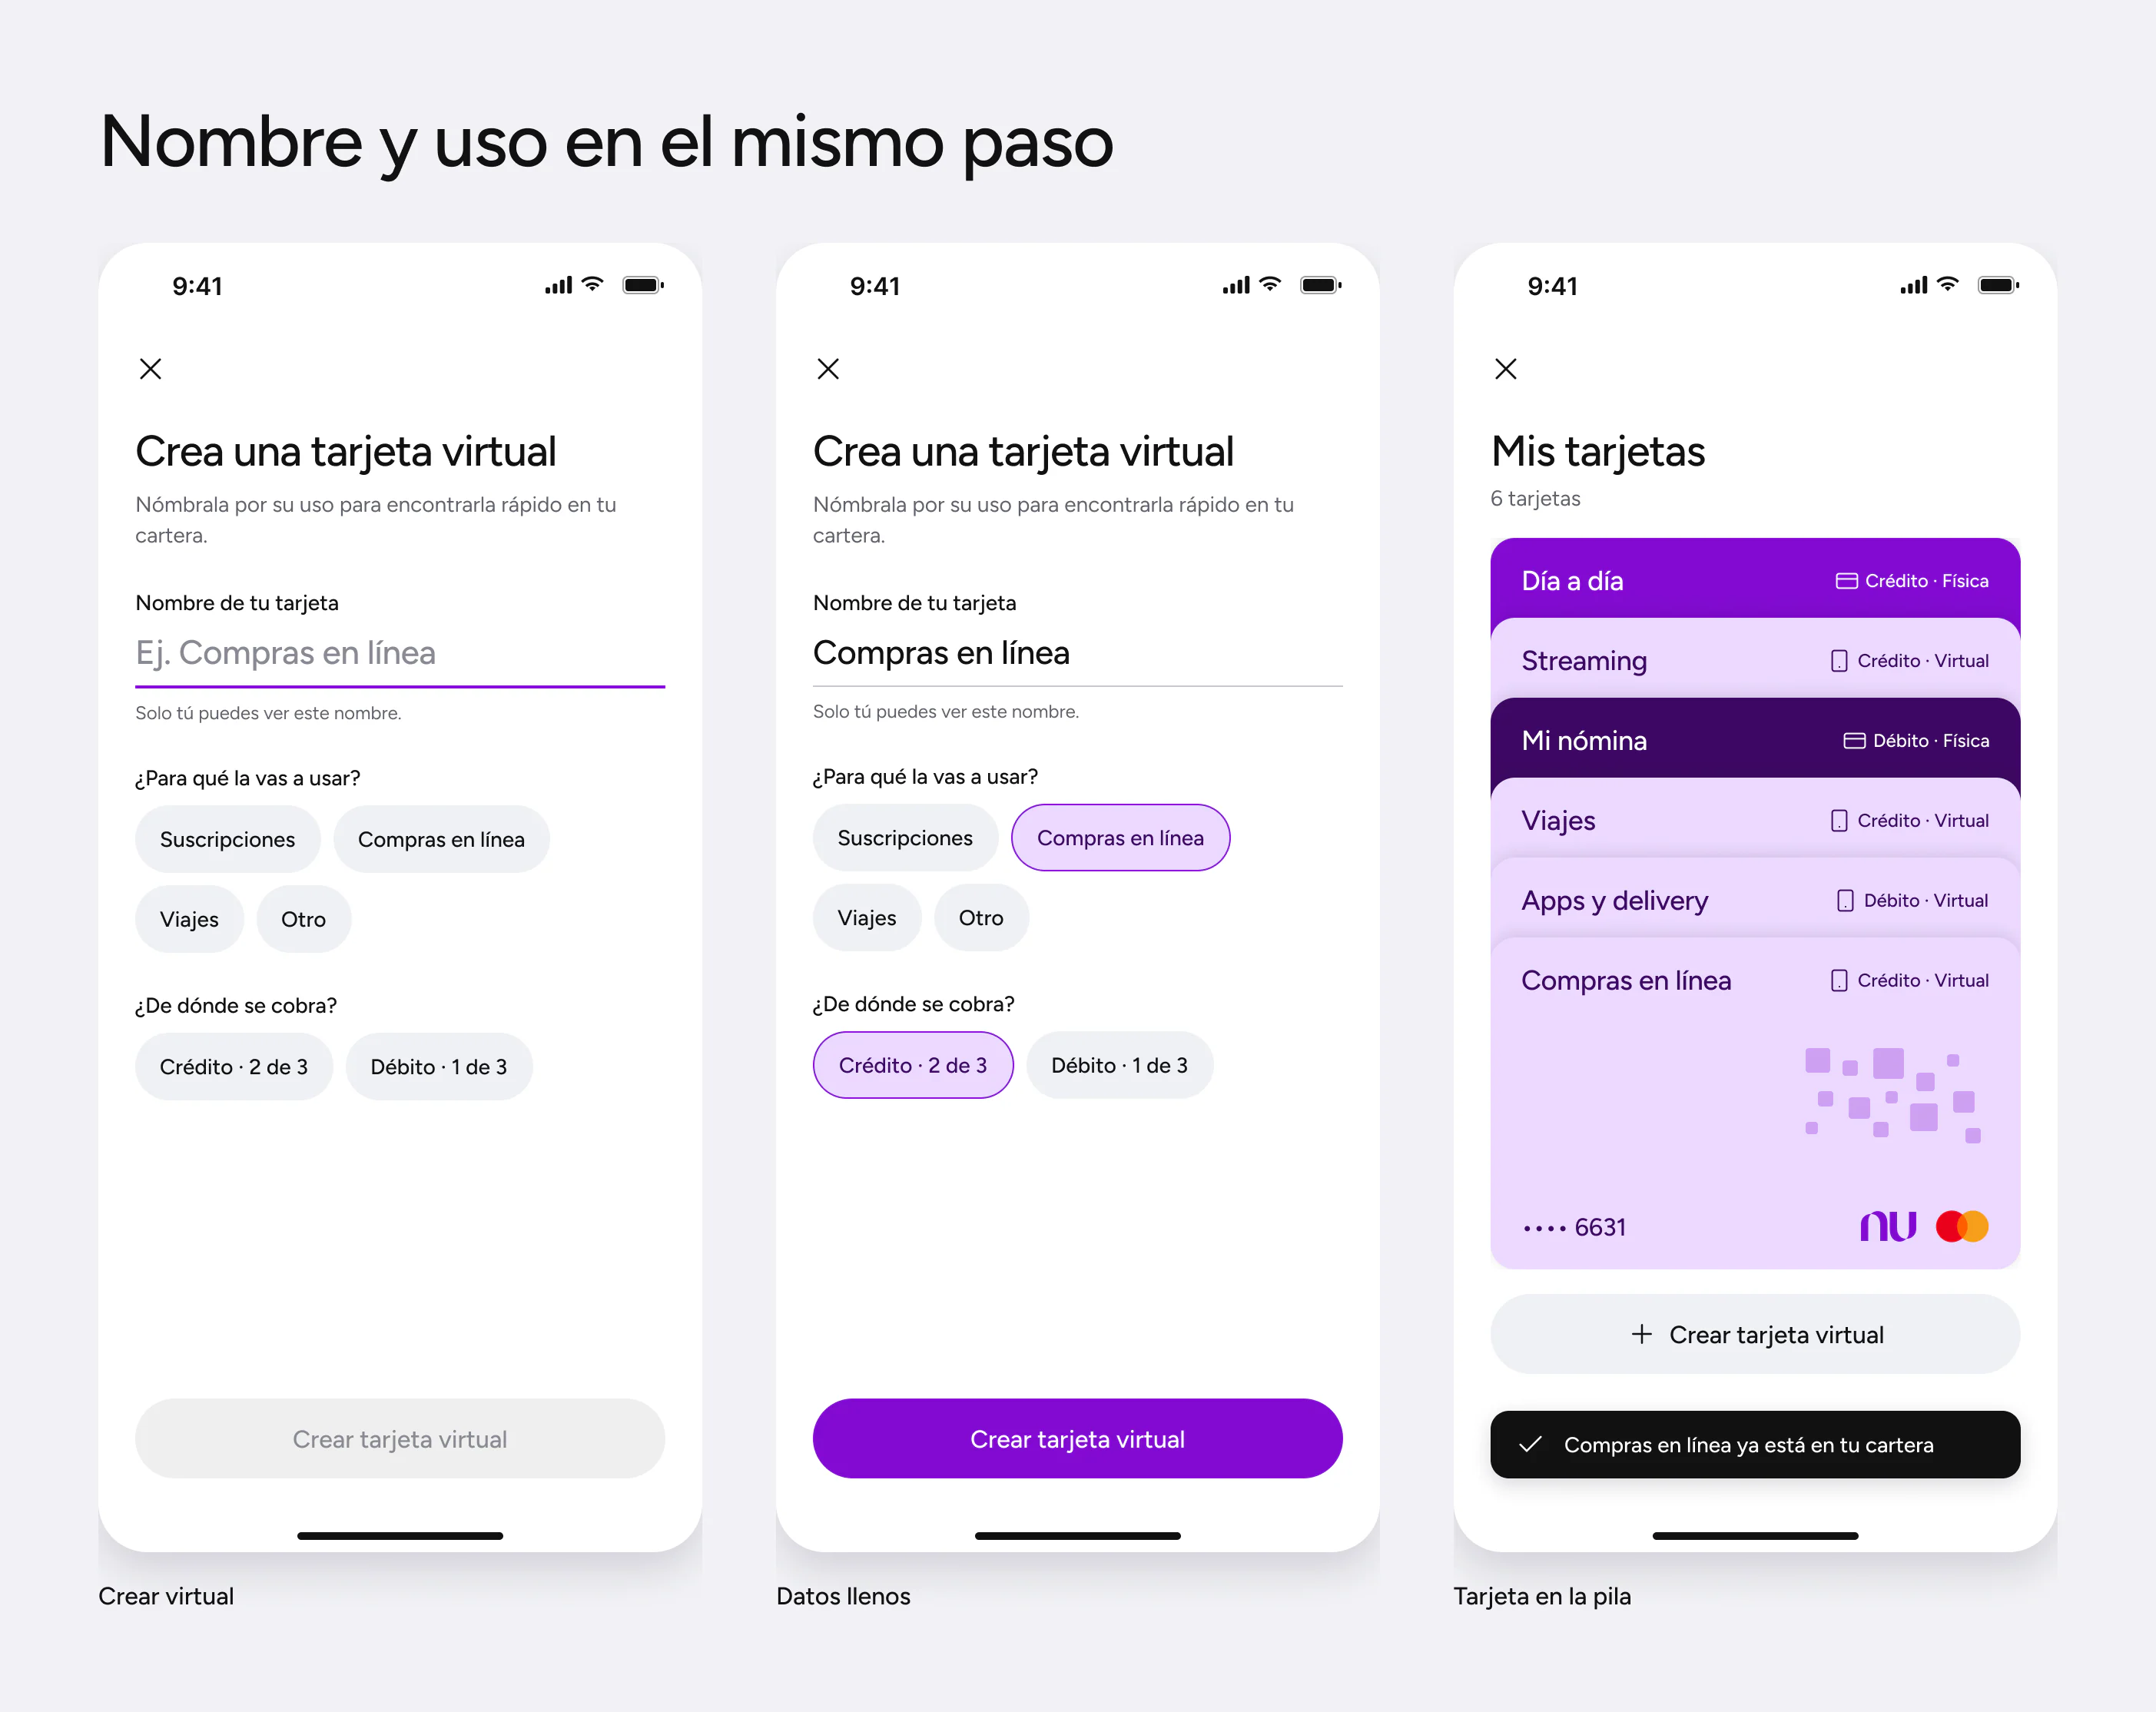 Nombre y uso en el mismo paso
9:41
Crea una tarjeta virtual
Nómbrala por su uso para encontrarla rápido en tu
cartera.
Nombre de tu tarjeta
Ej. Compras en línea
Solo tú puedes ver este nombre.
¿Para qué la vas a usar?
Suscripciones
Compras en línea
Viajes
Otro
¿De dónde se cobra?
Crédito · 2 de 3
Débito · 1 de 3
Crear tarjeta virtual
Crear virtual
9:41
Crea una tarjeta virtual
Nómbrala por su uso para encontrarla rápido en tu
cartera.
Nombre de tu tarjeta
Compras en línea
Solo tú puedes ver este nombre.
¿Para qué la vas a usar?
Suscripciones
Compras en línea
Viajes
Otro
¿De dónde se cobra?
Crédito · 2 de 3
Débito · 1 de 3
Crear tarjeta virtual
Datos llenos
9:41
Mis tarjetas
6 tarjetas
Día a día
Crédito · Física
Streaming
Crédito · Virtual
Mi nómina
Débito · Física
Viajes
Crédito · Virtual
Apps y delivery
Débito · Virtual
Compras en línea
Crédito · Virtual
•••• 6631
nu
+ Crear tarjeta virtual
Compras en línea ya está en tu cartera
Tarjeta en la pila